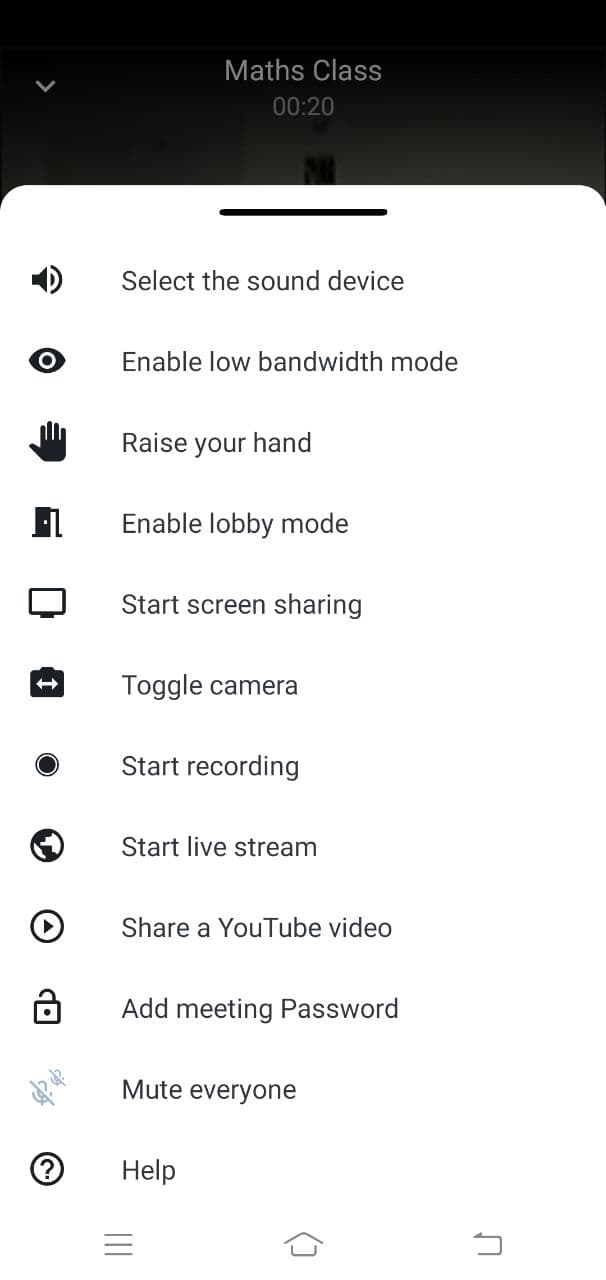 Maths Class
00:20
Select the sound device
Enable low bandwidth mode
Raise your hand
Enable lobby mode
Start screen sharing
Toggle camera
Start recording
Start live stream
Share a YouTube video
Add meeting Password
Mute everyone
Help